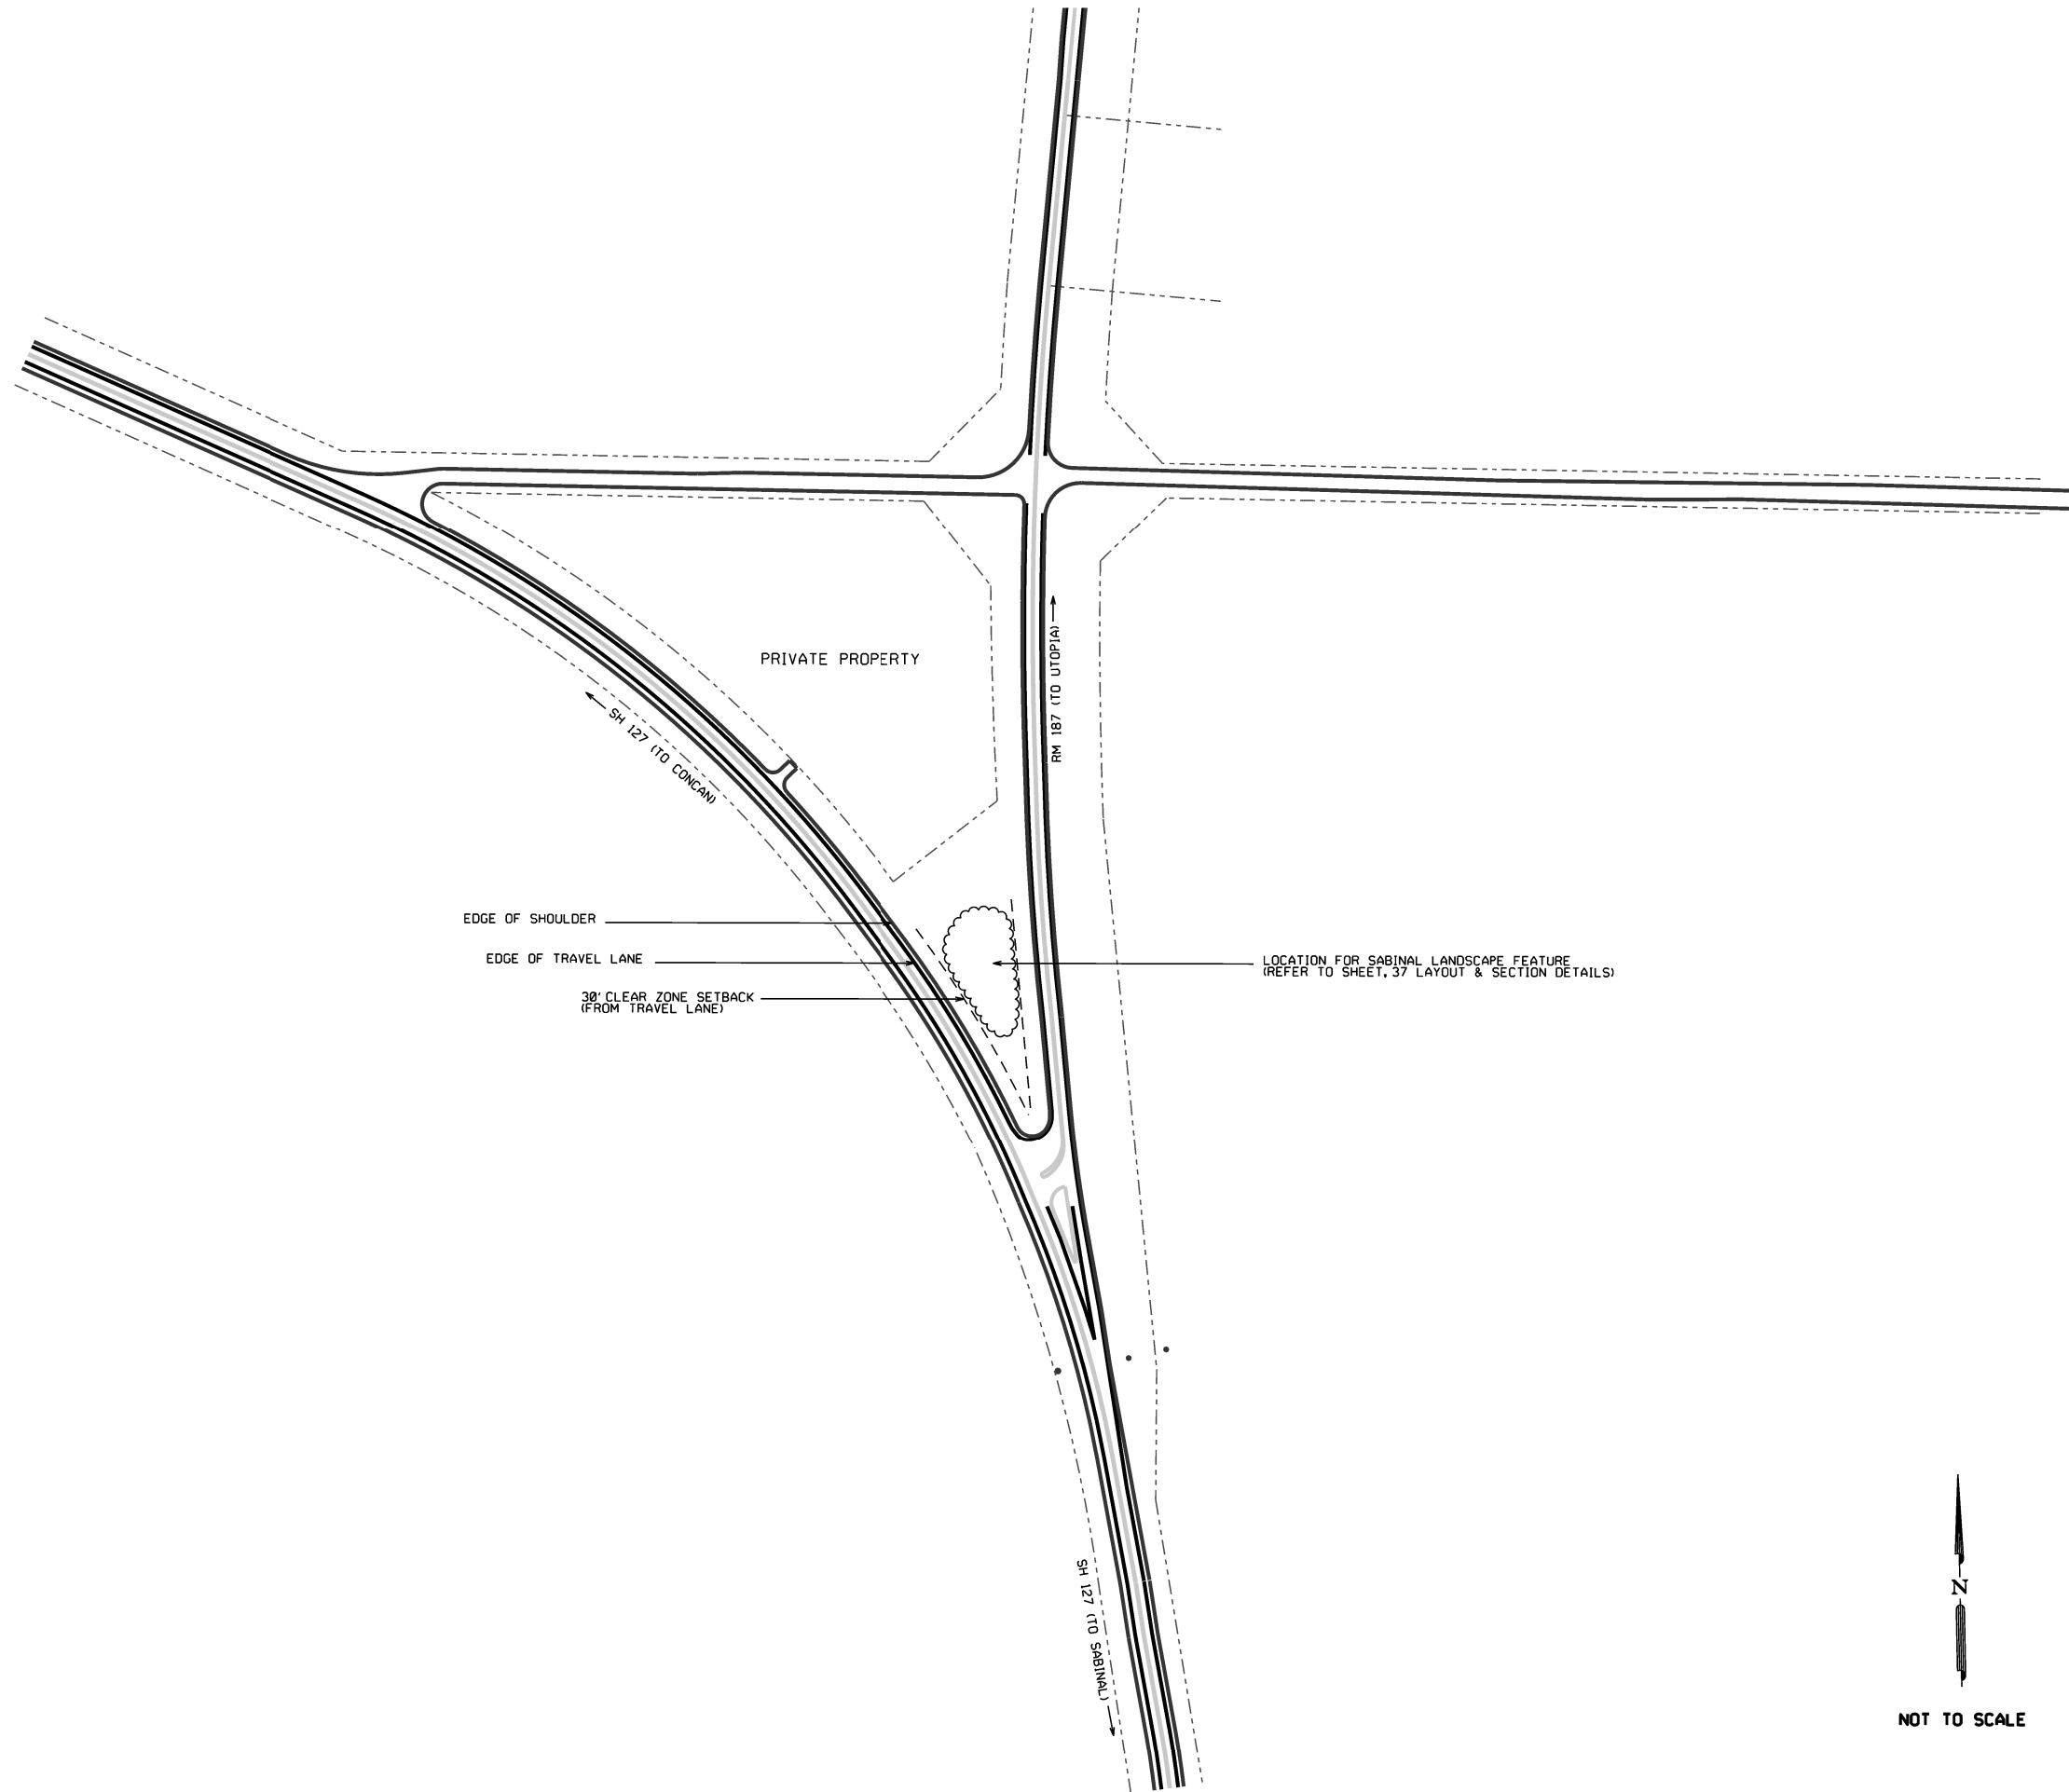 PRIVATE PROPERTY
RM 187 (TO UTOPIA)
SH 127 (TO CONCAN)
EDGE OF SHOULDER
EDGE OF TRAVEL LANE
30' CLEAR ZONE SETBACK
(FROM TRAVEL LANE)
LOCATION FOR SABINAL LANDSCAPE FEATURE
(REFER TO SHEET, 37 LAYOUT & SECTION DETAILS)
SH 127 (TO SABINAL)
N
NOT TO SCALE